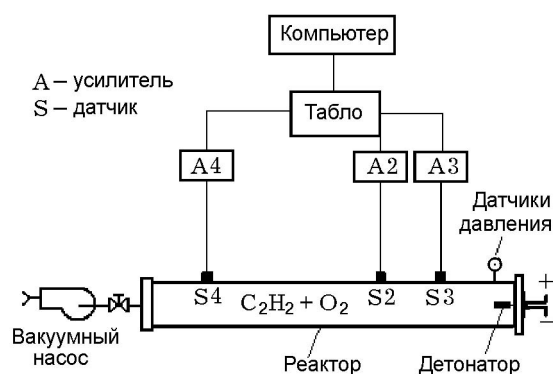 Компьютер
A – усилитель
S – датчик
Табло
A4
A2
A3
Датчики
давления
S4
C₂H₂ + O₂
S2
S3
+
–
Вакуумный
насос
Реактор
Детонатор